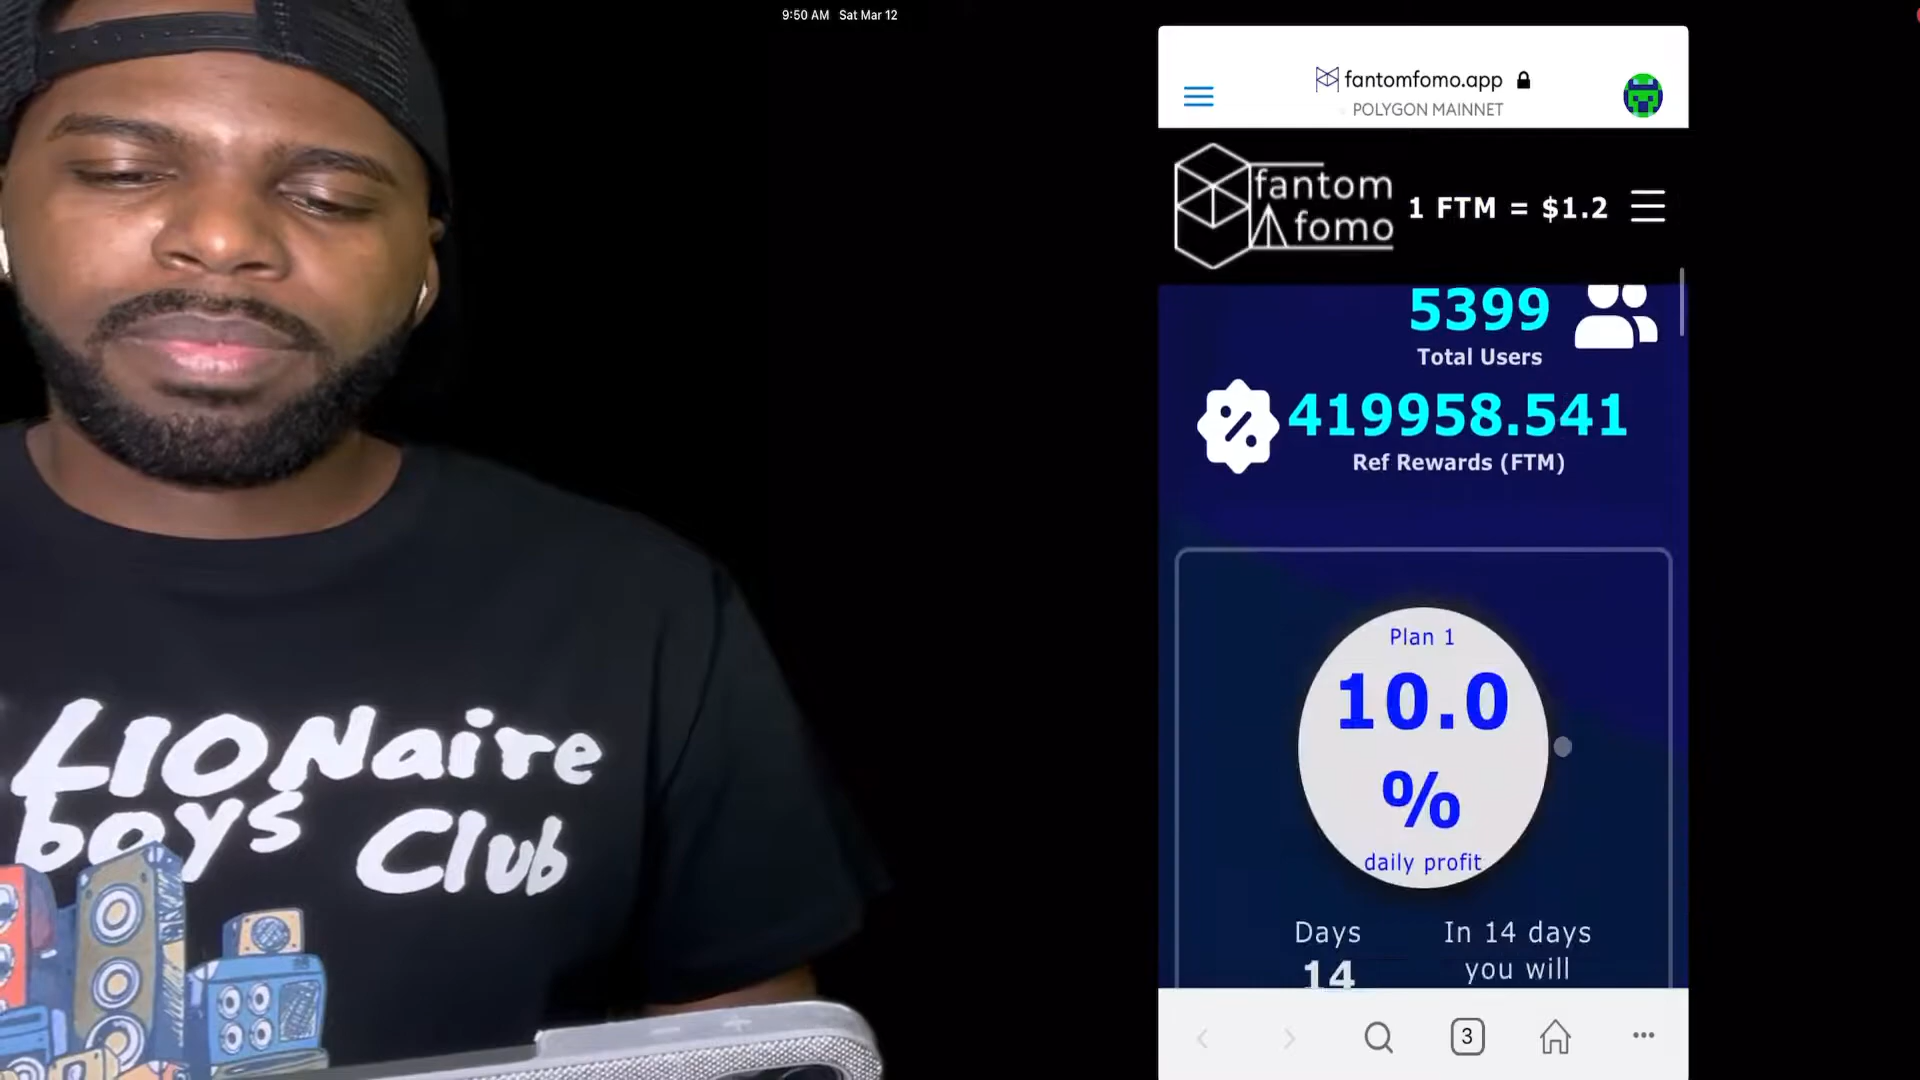 9:50 AM Sat Mar 12
fantomfomo.app
POLYGON MAINNET
fantom
fomo
1 FTM = $1.2
5399
Total Users
419958.541
Ref Rewards (FTM)
Plan 1
10.0
%
daily profit
Days
14
In 14 days
you will
3
LIONaire
boys Club